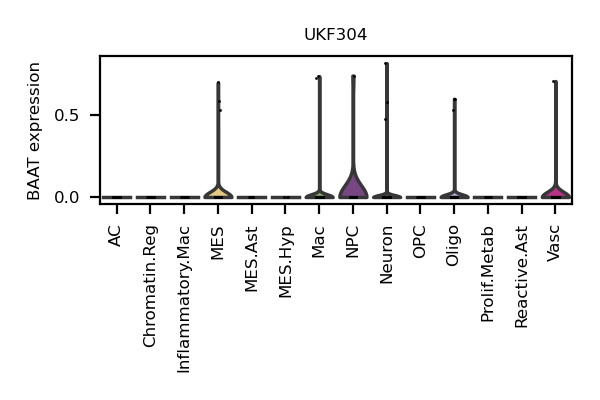 UKF304
BAAT expression
0.5
0.0
AC
Chromatin.Reg
Inflammatory.Mac
MES
MES.Ast
MES.Hyp
Mac
NPC
Neuron
OPC
Oligo
Prolif.Metab
Reactive.Ast
Vasc